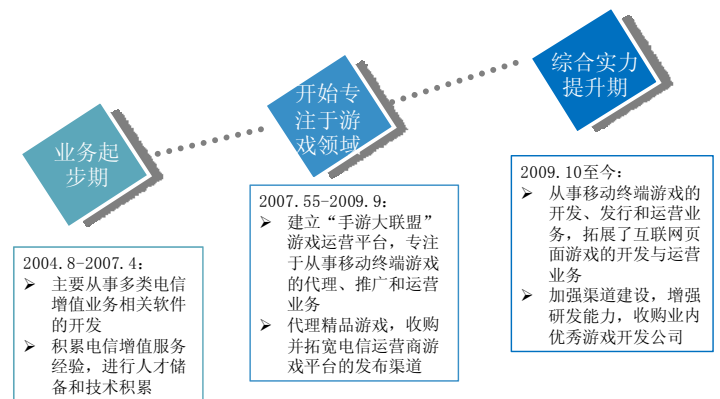 业务起
步期
开始专
注于游
戏领域
综合实力
提升期
2004.8-2007.4:
➢ 主要从事多类电信
增值业务相关软件
的开发
➢ 积累电信增值服务
经验，进行人才储
备和技术积累
2007.55-2009.9:
➢ 建立“手游大联盟”
游戏运营平台，专注
于从事移动终端游戏
的代理、推广和运营
业务
➢ 代理精品游戏，收购
并拓宽电信运营商游
戏平台的发布渠道
2009.10至今:
➢ 从事移动终端游戏的
开发、发行和运营业
务，拓展了互联网页
面游戏的开发与运营
业务
➢ 加强渠道建设，增强
研发能力，收购业内
优秀游戏开发公司